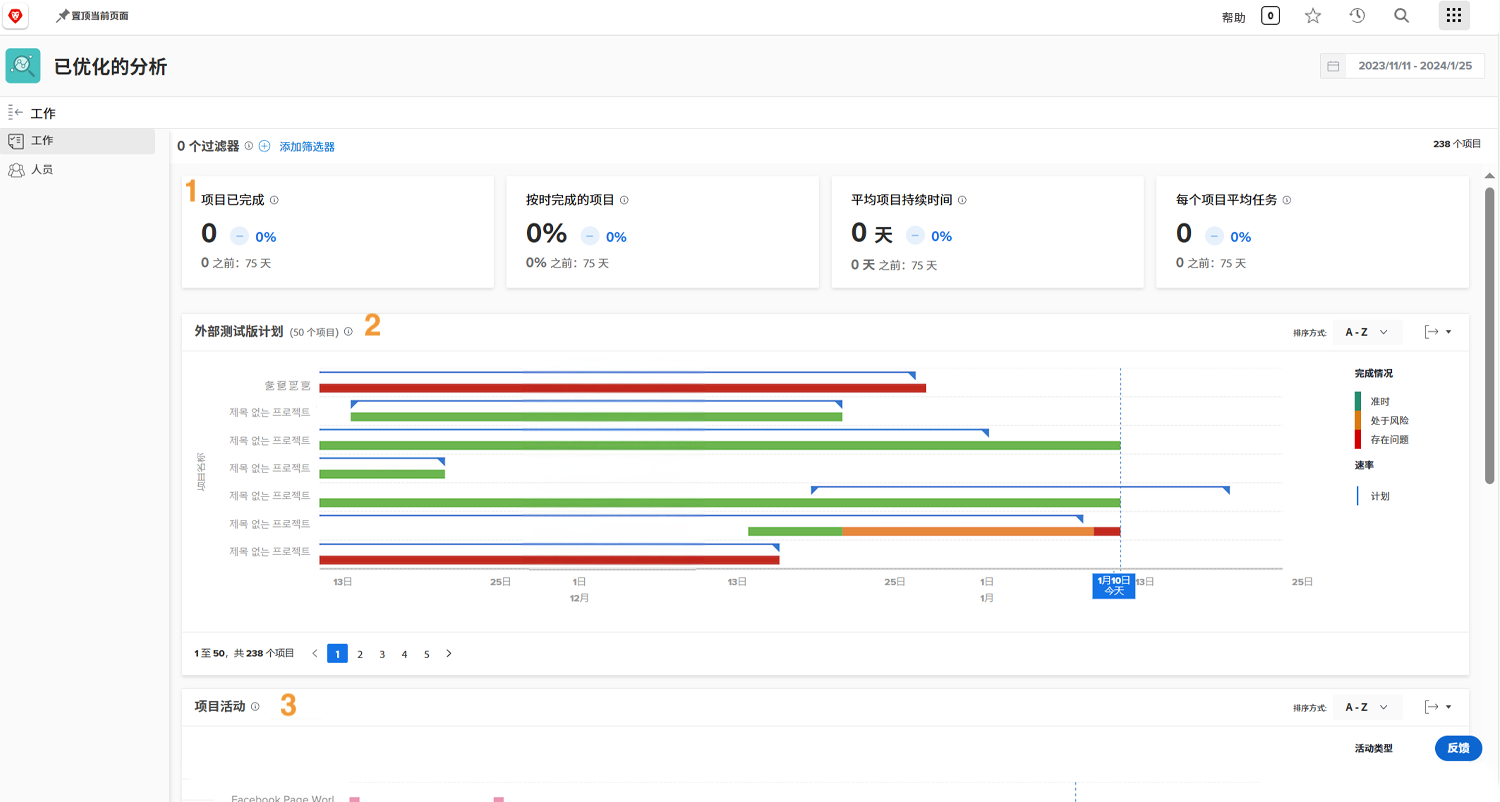 置顶当前页面
帮助
0
已优化的分析
2023/11/11 - 2024/1/25
工作
工作
人员
0 个过滤器 添加筛选器
238 个项目
1
项目已完成
0 0%
0 之前：75 天
按时完成的项目
0% 0%
0% 之前：75 天
平均项目持续时间
0 天 0%
0 天 之前：75 天
每个项目平均任务
0 0%
0 之前：75 天
外部测试版计划 (50 个项目) 2
排序方式: A - Z
제목 없는 프로젝트
제목 없는 프로젝트
제목 없는 프로젝트
제목 없는 프로젝트
제목 없는 프로젝트
제목 없는 프로젝트
13日 25日 1日 13日 25日 1日 13日 25日
12月 1月
1月10日
今天
完成情况
准时
处于风险
存在问题
速率
计划
1 至 50，共 238 个项目
1 2 3 4 5
项目活动 3
排序方式: A - Z
活动类型
反馈
Facebook Page Worl